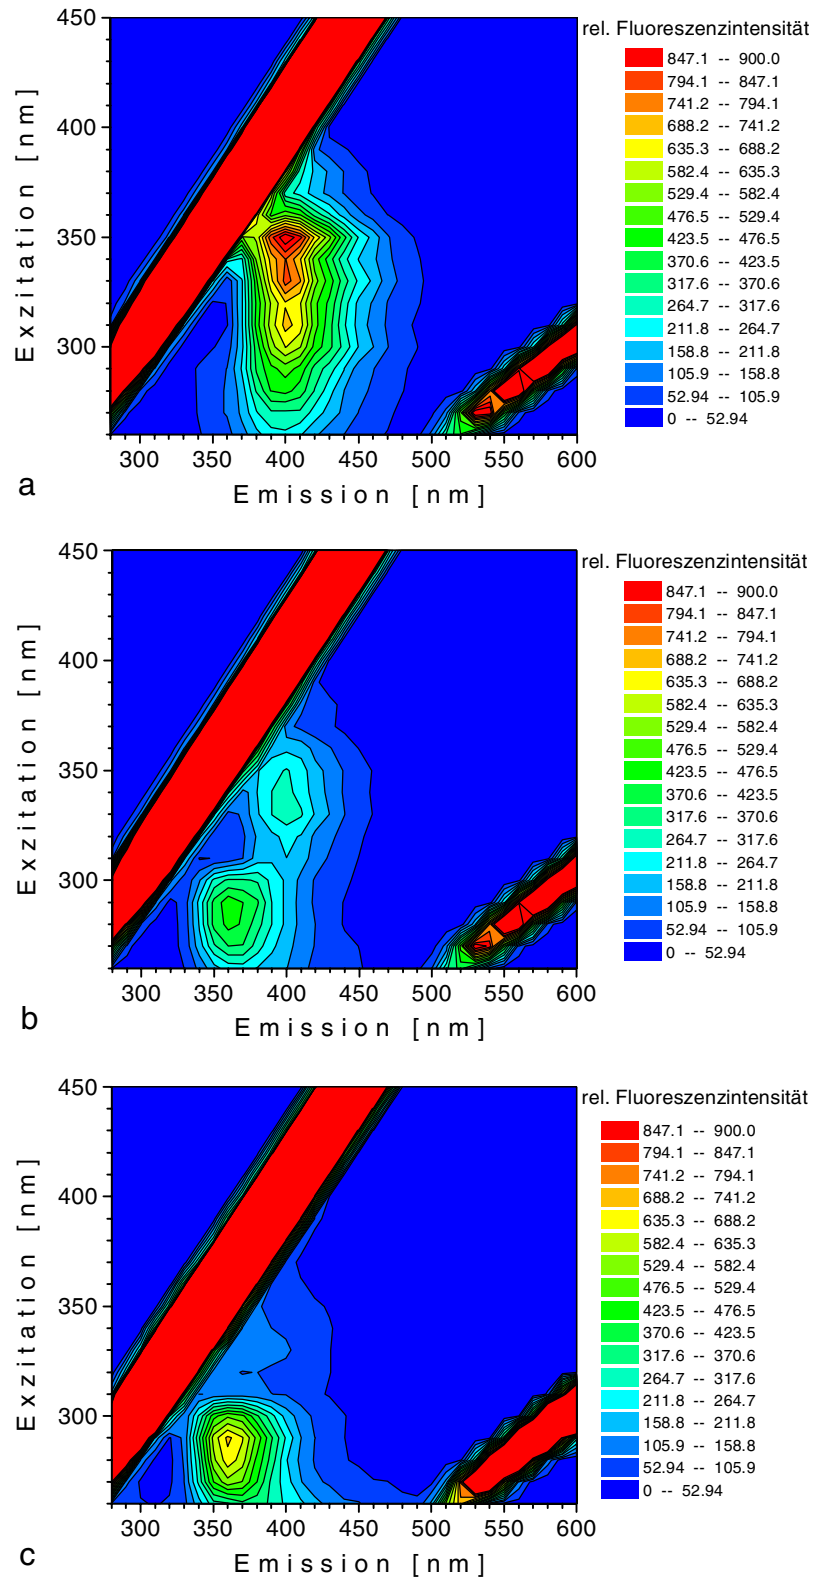 rel. Fluoreszenzintensität
847.1 -- 900.0
794.1 -- 847.1
741.2 -- 794.1
688.2 -- 741.2
635.3 -- 688.2
582.4 -- 635.3
529.4 -- 582.4
476.5 -- 529.4
423.5 -- 476.5
370.6 -- 423.5
317.6 -- 370.6
264.7 -- 317.6
211.8 -- 264.7
158.8 -- 211.8
105.9 -- 158.8
52.94 -- 105.9
0 -- 52.94
Exzitation [nm]
450
400
350
300
300 350 400 450 500 550 600
Emission [nm]
a
rel. Fluoreszenzintensität
847.1 -- 900.0
794.1 -- 847.1
741.2 -- 794.1
688.2 -- 741.2
635.3 -- 688.2
582.4 -- 635.3
529.4 -- 582.4
476.5 -- 529.4
423.5 -- 476.5
370.6 -- 423.5
317.6 -- 370.6
264.7 -- 317.6
211.8 -- 264.7
158.8 -- 211.8
105.9 -- 158.8
52.94 -- 105.9
0 -- 52.94
Exzitation [nm]
450
400
350
300
300 350 400 450 500 550 600
Emission [nm]
b
rel. Fluoreszenzintensität
847.1 -- 900.0
794.1 -- 847.1
741.2 -- 794.1
688.2 -- 741.2
635.3 -- 688.2
582.4 -- 635.3
529.4 -- 582.4
476.5 -- 529.4
423.5 -- 476.5
370.6 -- 423.5
317.6 -- 370.6
264.7 -- 317.6
211.8 -- 264.7
158.8 -- 211.8
105.9 -- 158.8
52.94 -- 105.9
0 -- 52.94
Exzitation [nm]
450
400
350
300
300 350 400 450 500 550 600
Emission [nm]
c